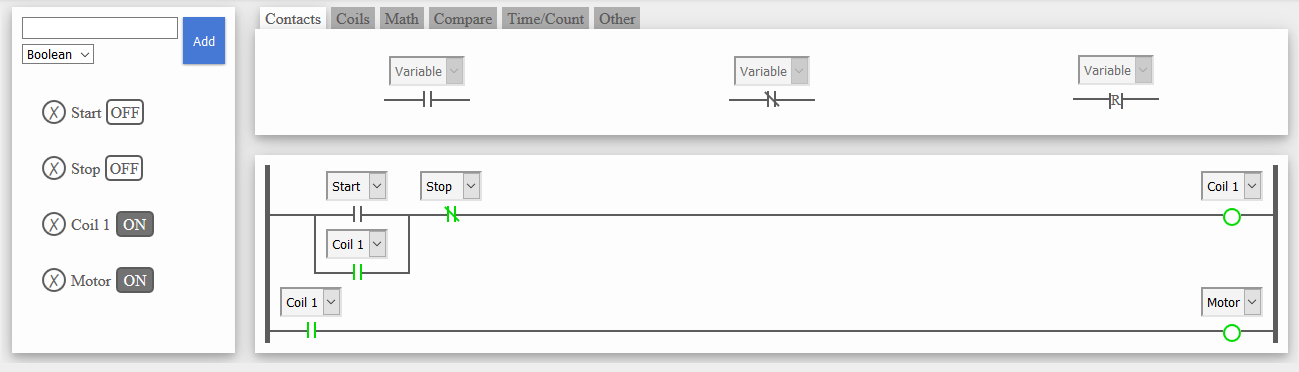 Add
Boolean
X Start OFF
X Stop OFF
X Coil 1 ON
X Motor ON
Contacts Coils Math Compare Time/Count Other
Variable Variable Variable
R
Start Stop Coil 1
Coil 1
Coil 1 Motor